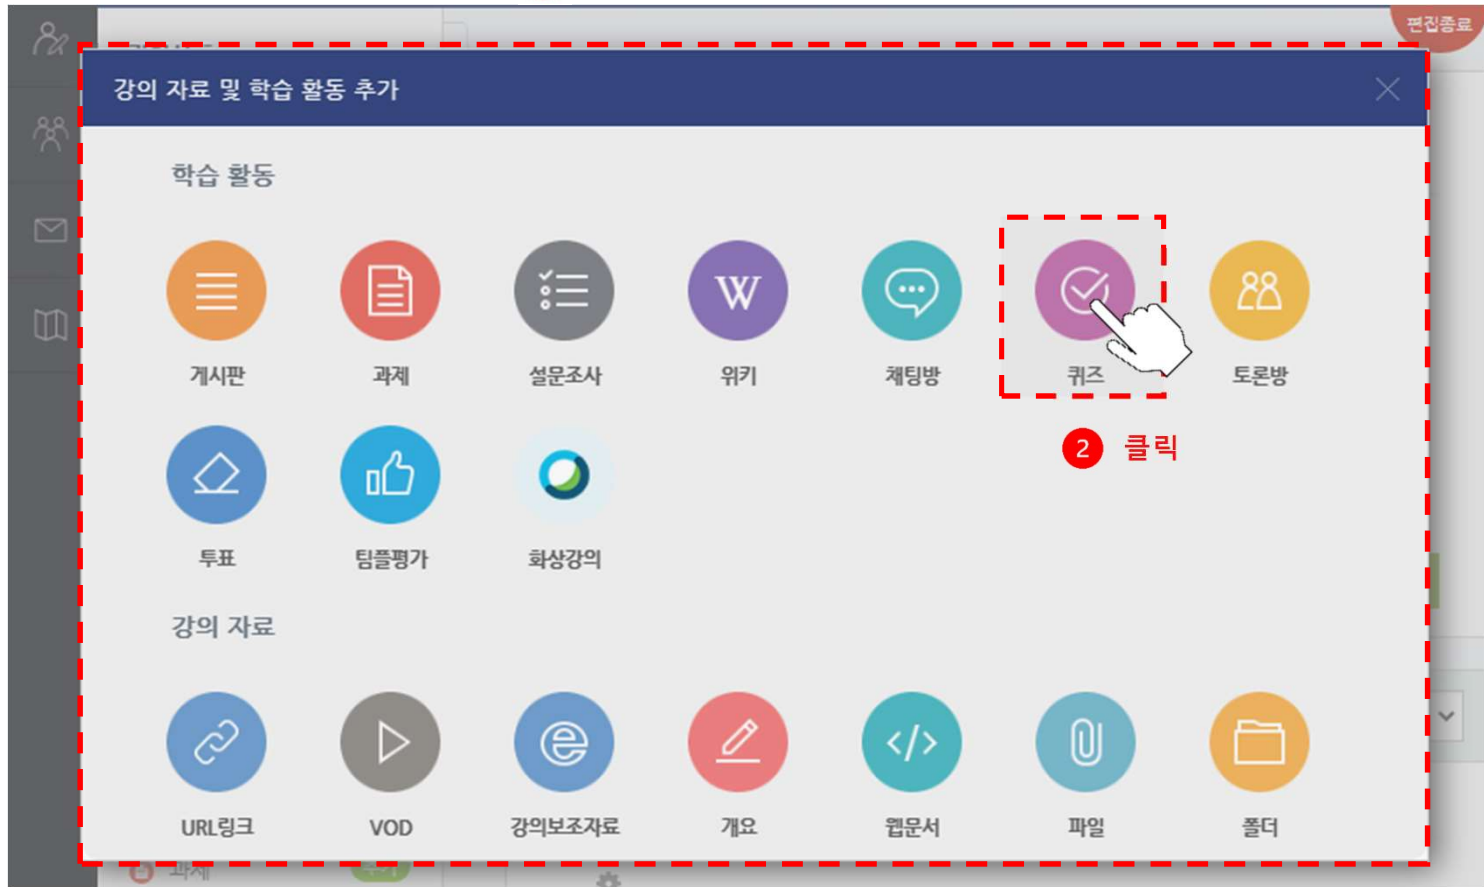 편집종료
강의 자료 및 학습 활동 추가
학습 활동
게시판 과제 설문조사 위키 채팅방 퀴즈 토론방
2 클릭
투표 팀플평가 화상강의
강의 자료
URL링크 VOD 강의보조자료 개요 웹문서 파일 폴더
과제